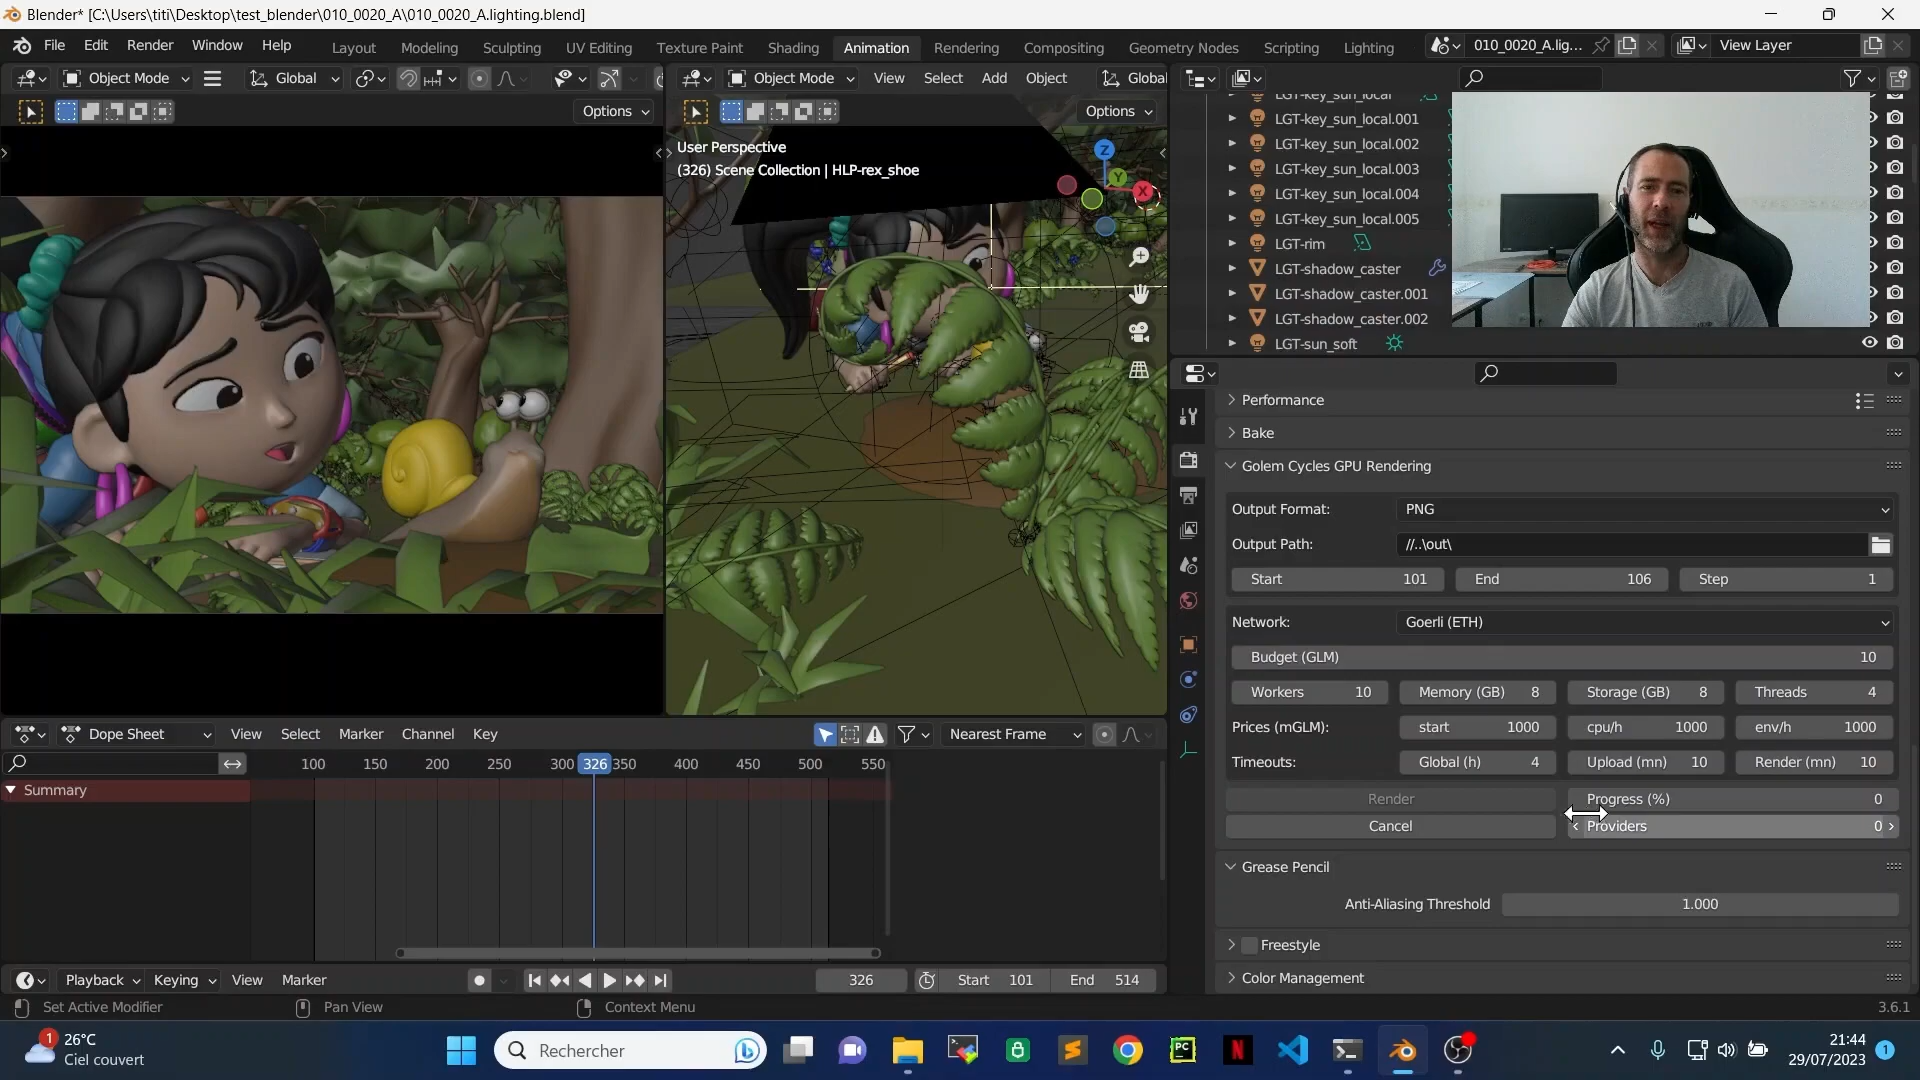 Blender* [C:\Users\titi\Desktop\test_blender\010_0020_A\010_0020_A.lighting.blend]
File Edit Render Window Help Layout Modeling Sculpting UV Editing Texture Paint Shading Animation Rendering Compositing Geometry Nodes Scripting Lighting 010_0020_A.lig... View Layer
Object Mode Global Object Mode View Select Add Object Global
Options Options
User Perspective
(326) Scene Collection | HLP-rex_shoe
Z
Y
X
LGT-key_sun_local
LGT-key_sun_local.001
LGT-key_sun_local.002
LGT-key_sun_local.003
LGT-key_sun_local.004
LGT-key_sun_local.005
LGT-rim
LGT-shadow_caster
LGT-shadow_caster.001
LGT-shadow_caster.002
LGT-sun_soft
Performance
Bake
Golem Cycles GPU Rendering
Output Format: PNG
Output Path: //..\out\
Start 101 End 106 Step 1
Network: Goerli (ETH)
Budget (GLM) 10
Workers 10 Memory (GB) 8 Storage (GB) 8 Threads 4
Prices (mGLM): start 1000 cpu/h 1000 env/h 1000
Timeouts: Global (h) 4 Upload (mn) 10 Render (mn) 10
Render Progress (%) 0
Cancel Providers 0
Grease Pencil
Anti-Aliasing Threshold 1.000
Freestyle
Color Management
Dope Sheet View Select Marker Channel Key Nearest Frame
100 150 200 250 300 326 350 400 450 500 550
Summary
Playback Keying View Marker 326 Start 101 End 514
Set Active Modifier Pan View Context Menu 3.6.1
1 26°C
Ciel couvert
Rechercher
PC
N
21:44
29/07/2023
1